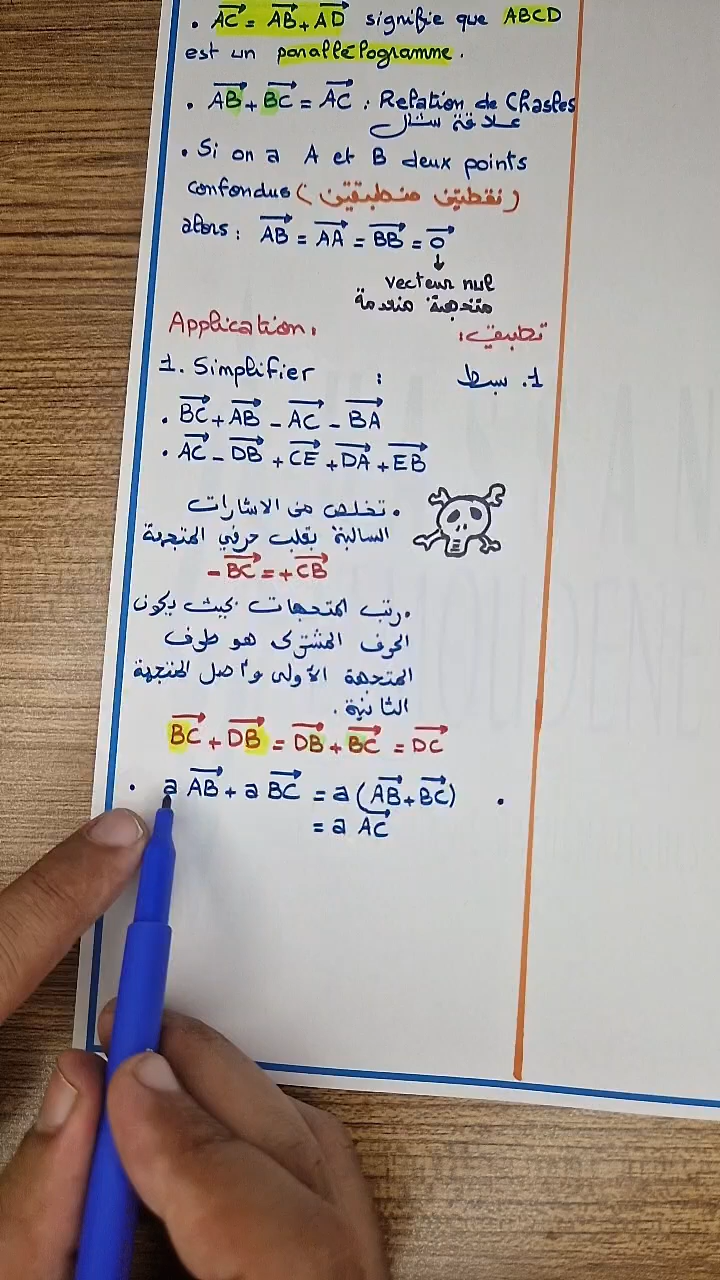 . AC = AB + AD signifie que ABCD
est un parallélogramme.
. AB + BC = AC : Relation de Chasles
علاقة شال
. Si on a A et B deux points
confondus (نقطتين منطبقتين)
alors : AB = AA = BB = 0
vecteur nul
متجهة منعدمة
Application. تطبيق:
1. Simplifier : 1. بسط
. BC + AB - AC - BA
. AC - DB + CE + DA + EB
. تخلص من الاشارات
السالبة بقلب حرفي المتجهة
- BC = + CB
. رتب المتجهات بحيث يكون
الحرف المشترك هو طرف
المتجهة الأولى وأصل المتجهة
الثانية.
BC + DB = DB + BC = DC
. a AB + a BC = a (AB + BC) .
= a AC